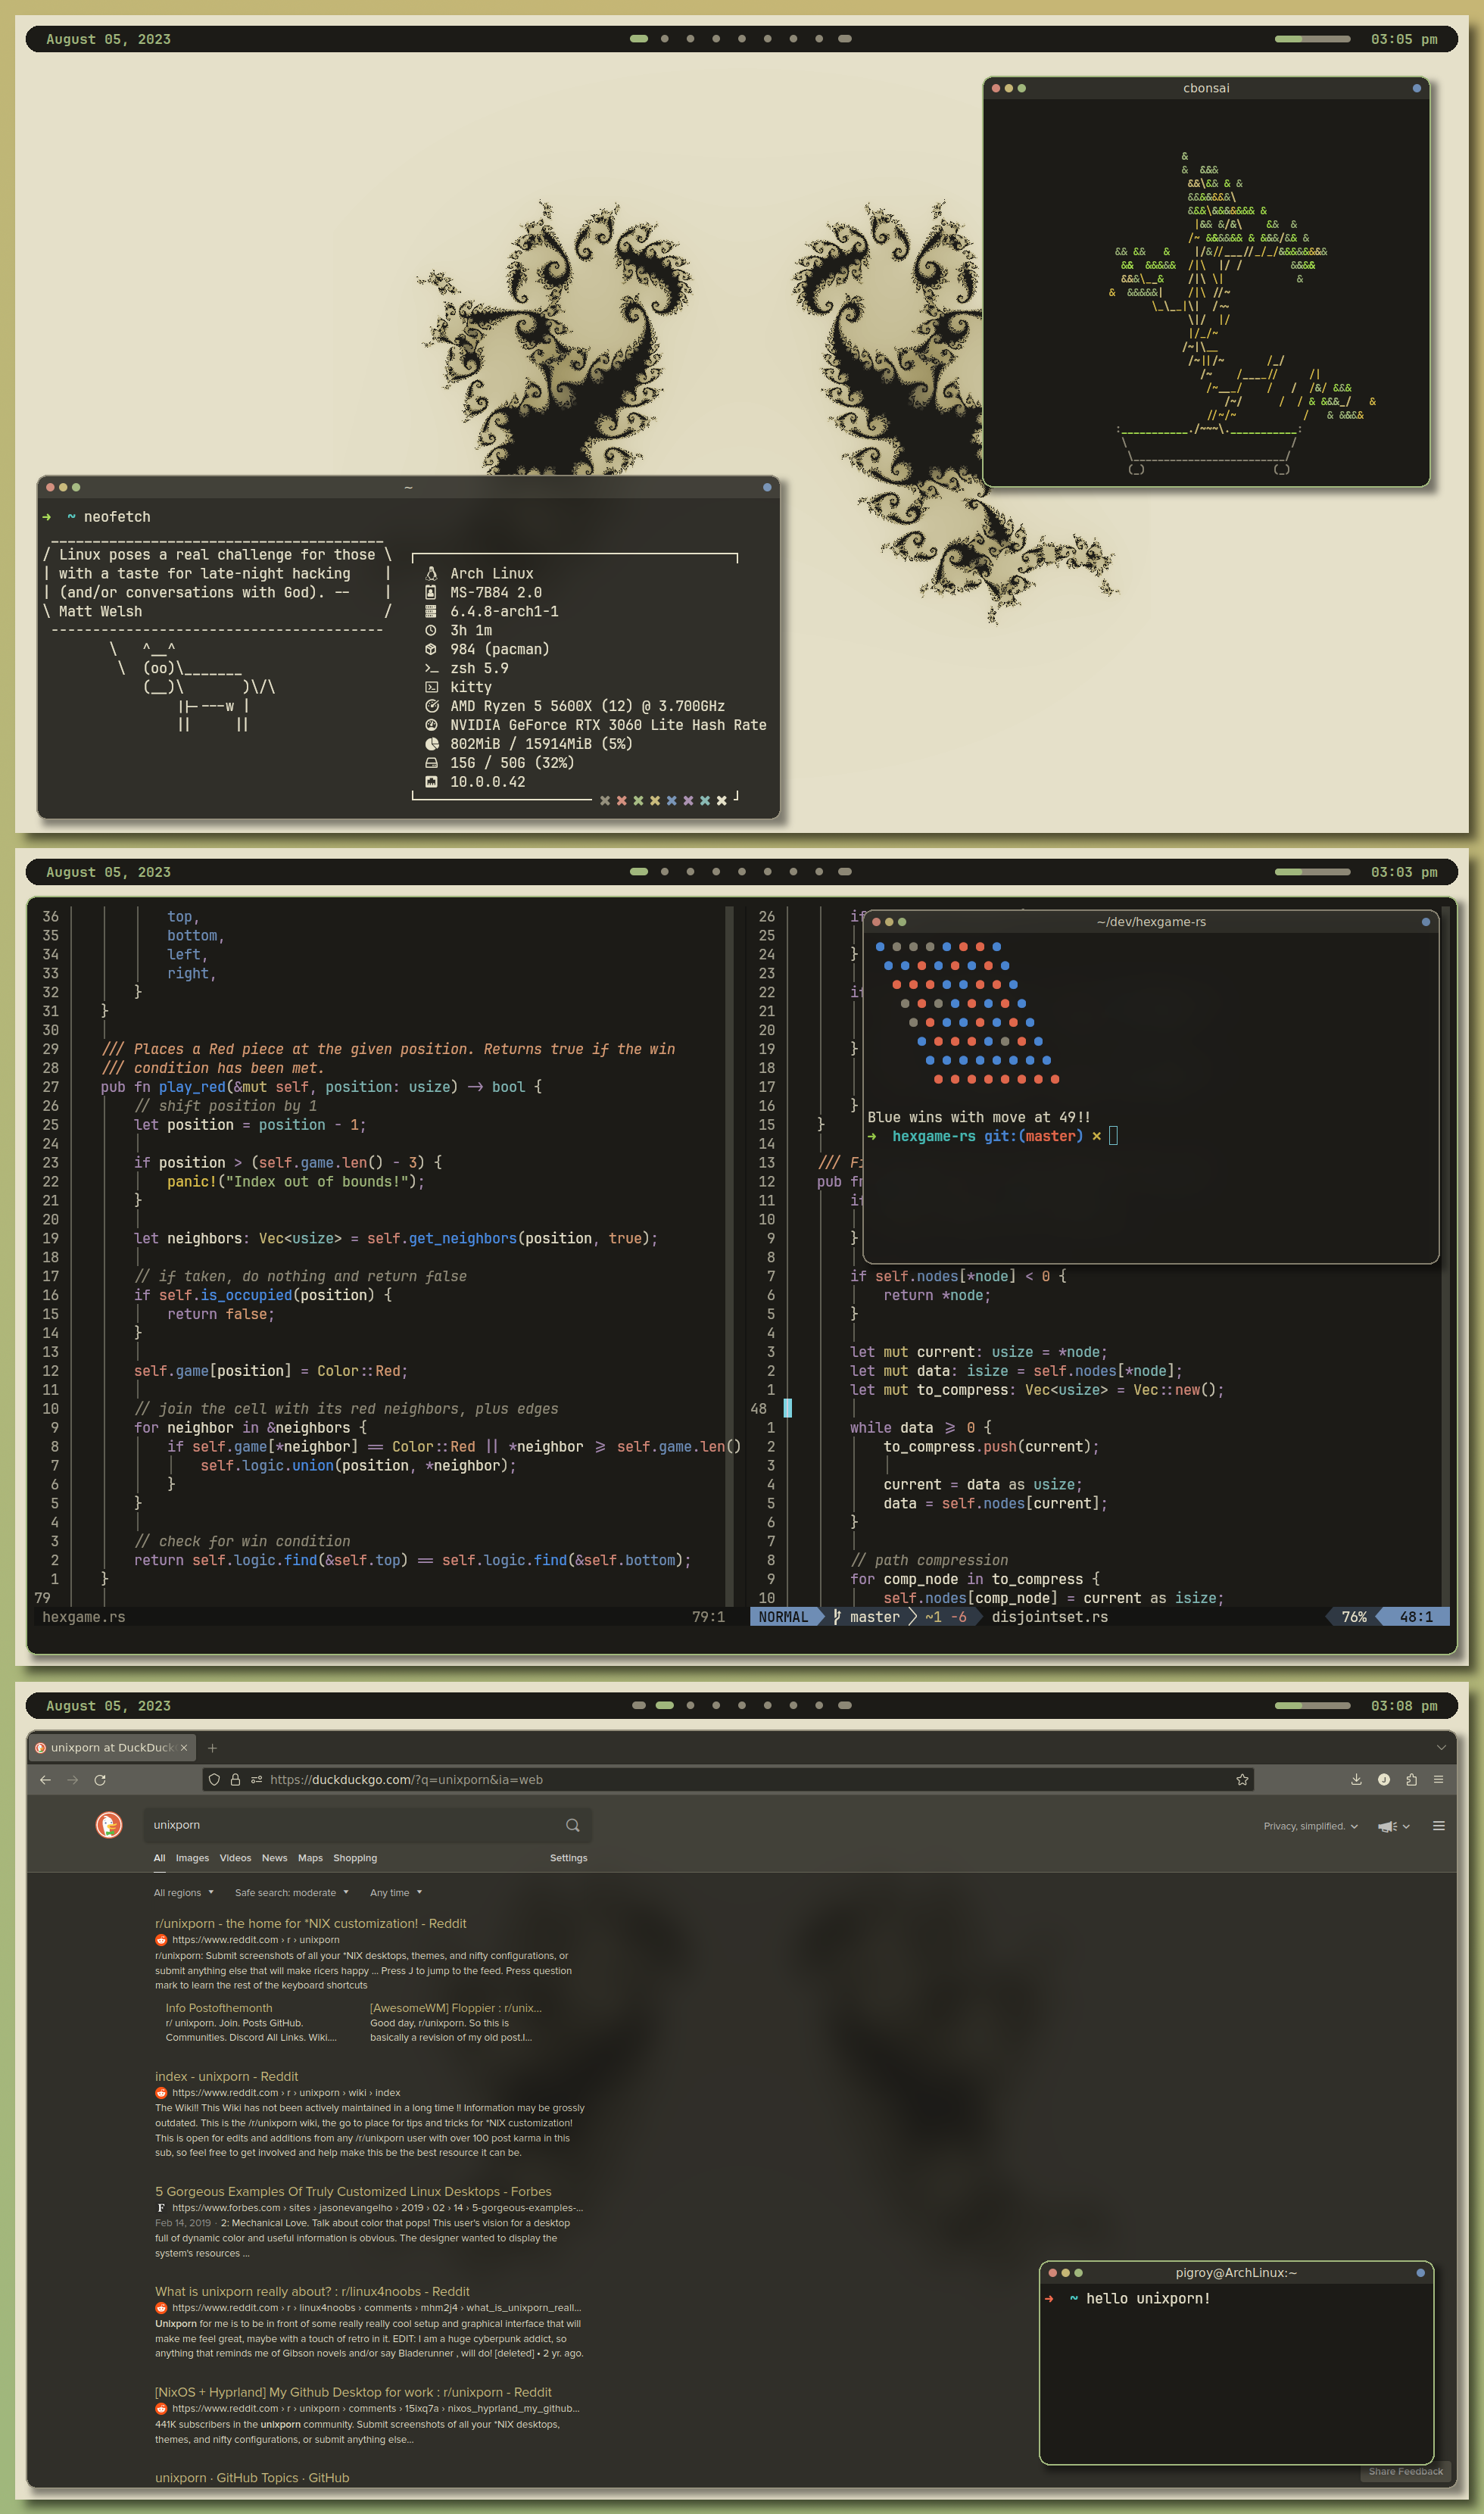 August 05, 2023
03:05 pm
cbonsai
~
➜  ~ neofetch
/ Linux poses a real challenge for those \
| with a taste for late-night hacking    |
| (and/or conversations with God). --    |
\ Matt Welsh                             /
\   ^__^
\  (oo)\_______
(__)\       )\/\
||----w |
||     ||
Arch Linux
MS-7B84 2.0
6.4.8-arch1-1
3h 1m
984 (pacman)
zsh 5.9
kitty
AMD Ryzen 5 5600X (12) @ 3.700GHz
NVIDIA GeForce RTX 3060 Lite Hash Rate
802MiB / 15914MiB (5%)
15G / 50G (32%)
10.0.0.42
August 05, 2023
03:03 pm
36 top,
35 bottom,
34 left,
33 right,
32 }
31 }
30
29 /// Places a Red piece at the given position. Returns true if the win
28 /// condition has been met.
27 pub fn play_red(&mut self, position: usize) -> bool {
26 // shift position by 1
25 let position = position - 1;
24
23 if position > (self.game.len() - 3) {
22 panic!("Index out of bounds!");
21 }
20
19 let neighbors: Vec<usize> = self.get_neighbors(position, true);
18
17 // if taken, do nothing and return false
16 if self.is_occupied(position) {
15 return false;
14 }
13
12 self.game[position] = Color::Red;
11
10 // join the cell with its red neighbors, plus edges
9 for neighbor in &neighbors {
8 if self.game[*neighbor] == Color::Red || *neighbor >= self.game.len()
7 self.logic.union(position, *neighbor);
6 }
5 }
4
3 // check for win condition
2 return self.logic.find(&self.top) == self.logic.find(&self.bottom);
1 }
79
hexgame.rs 79:1
26 if
25
24 }
23
22 if
21
20
19 }
18
17
16 }
15 }
14
13 /// Fi
12 pub fn
11 if
10
9 }
8
7 if self.nodes[*node] < 0 {
6 return *node;
5 }
4
3 let mut current: usize = *node;
2 let mut data: isize = self.nodes[*node];
1 let mut to_compress: Vec<usize> = Vec::new();
48
1 while data >= 0 {
2 to_compress.push(current);
3
4 current = data as usize;
5 data = self.nodes[current];
6 }
7
8 // path compression
9 for comp_node in to_compress {
10 self.nodes[comp_node] = current as isize;
NORMAL master ~1 -6 disjointset.rs 76% 48:1
~/dev/hexgame-rs
Blue wins with move at 49!!
➜  hexgame-rs git:(master) ×
August 05, 2023
03:08 pm
unixporn at DuckDuck
https://duckduckgo.com/?q=unixporn&ia=web
unixporn
Privacy, simplified.
All Images Videos News Maps Shopping Settings
All regions Safe search: moderate Any time
r/unixporn - the home for *NIX customization! - Reddit
https://www.reddit.com › r › unixporn
r/unixporn: Submit screenshots of all your *NIX desktops, themes, and nifty configurations, or
submit anything else that will make ricers happy ... Press J to jump to the feed. Press question
mark to learn the rest of the keyboard shortcuts
Info Postofthemonth
r/ unixporn. Join. Posts GitHub.
Communities. Discord All Links. Wiki....
[AwesomeWM] Floppier : r/unix...
Good day, r/unixporn. So this is
basically a revision of my old post.I...
index - unixporn - Reddit
https://www.reddit.com › r › unixporn › wiki › index
The Wiki!! This Wiki has not been actively maintained in a long time !! Information may be grossly
outdated. This is the /r/unixporn wiki, the go to place for tips and tricks for *NIX customization!
This is open for edits and additions from any /r/unixporn user with over 100 post karma in this
sub, so feel free to get involved and help make this be the best resource it can be.
5 Gorgeous Examples Of Truly Customized Linux Desktops - Forbes
F https://www.forbes.com › sites › jasonevangelho › 2019 › 02 › 14 › 5-gorgeous-examples-...
Feb 14, 2019 · 2: Mechanical Love. Talk about color that pops! This user's vision for a desktop
full of dynamic color and useful information is obvious. The designer wanted to display the
system's resources ...
What is unixporn really about? : r/linux4noobs - Reddit
https://www.reddit.com › r › linux4noobs › comments › mhm2j4 › what_is_unixporn_reall...
Unixporn for me is to be in front of some really really cool setup and graphical interface that will
make me feel great, maybe with a touch of retro in it. EDIT: I am a huge cyberpunk addict, so
anything that reminds me of Gibson novels and/or say Bladerunner , will do! [deleted] • 2 yr. ago.
[NixOS + Hyprland] My Github Desktop for work : r/unixporn - Reddit
https://www.reddit.com › r › unixporn › comments › 15ixq7a › nixos_hyprland_my_github...
441K subscribers in the unixporn community. Submit screenshots of all your *NIX desktops,
themes, and nifty configurations, or submit anything else...
unixporn · GitHub Topics · GitHub
pigroy@ArchLinux:~
➜  ~ hello unixporn!
Share Feedback